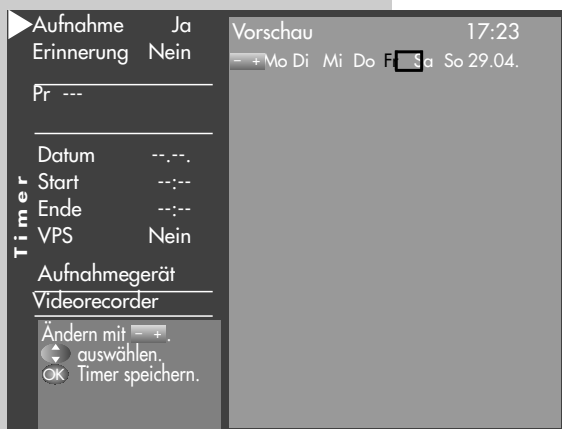 Aufnahme Ja
Erinnerung Nein
Pr ---
Datum --.--.
Start --:--
Ende --:--
VPS Nein
Aufnahmegerät
Videorecorder
Timer
Ändern mit - + .
auswählen.
OK Timer speichern.
Vorschau 17:23
- + Mo Di Mi Do Fr Sa So 29.04.